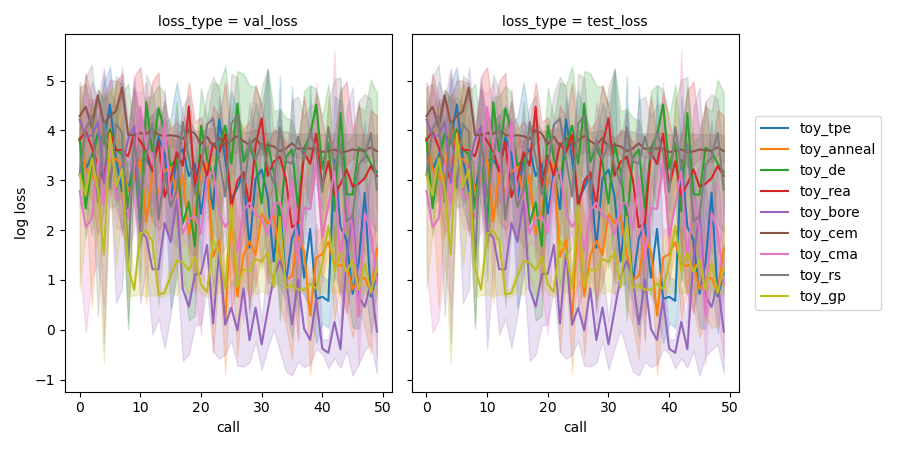 loss_type = val_loss
loss_type = test_loss
log loss
5
4
3
2
1
0
−1
0
10
20
30
40
50
call
0
10
20
30
40
50
call
toy_tpe
toy_anneal
toy_de
toy_rea
toy_bore
toy_cem
toy_cma
toy_rs
toy_gp